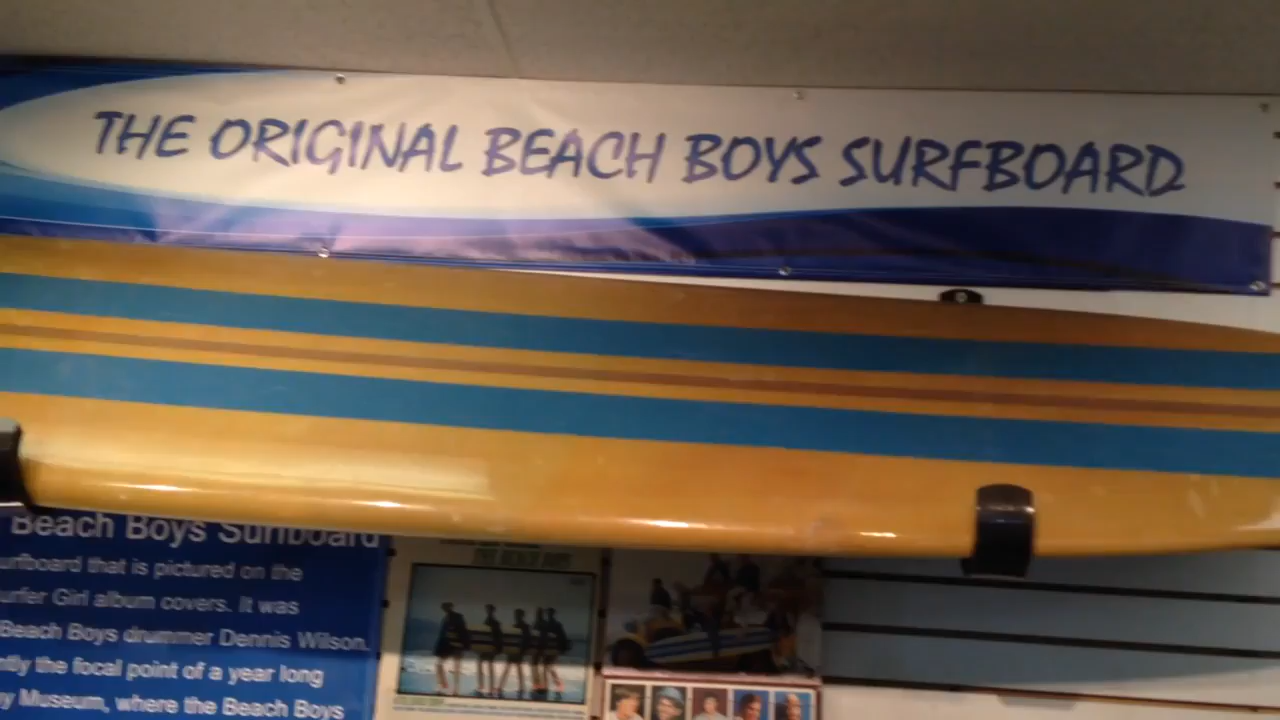 THE ORIGINAL BEACH BOYS SURFBOARD
Beach Boys Surfboard
urfboard that is pictured on the
urfer Girl album covers. It was
Beach Boys drummer Dennis Wilson.
ntly the focal point of a year long
y Museum, where the Beach Boys